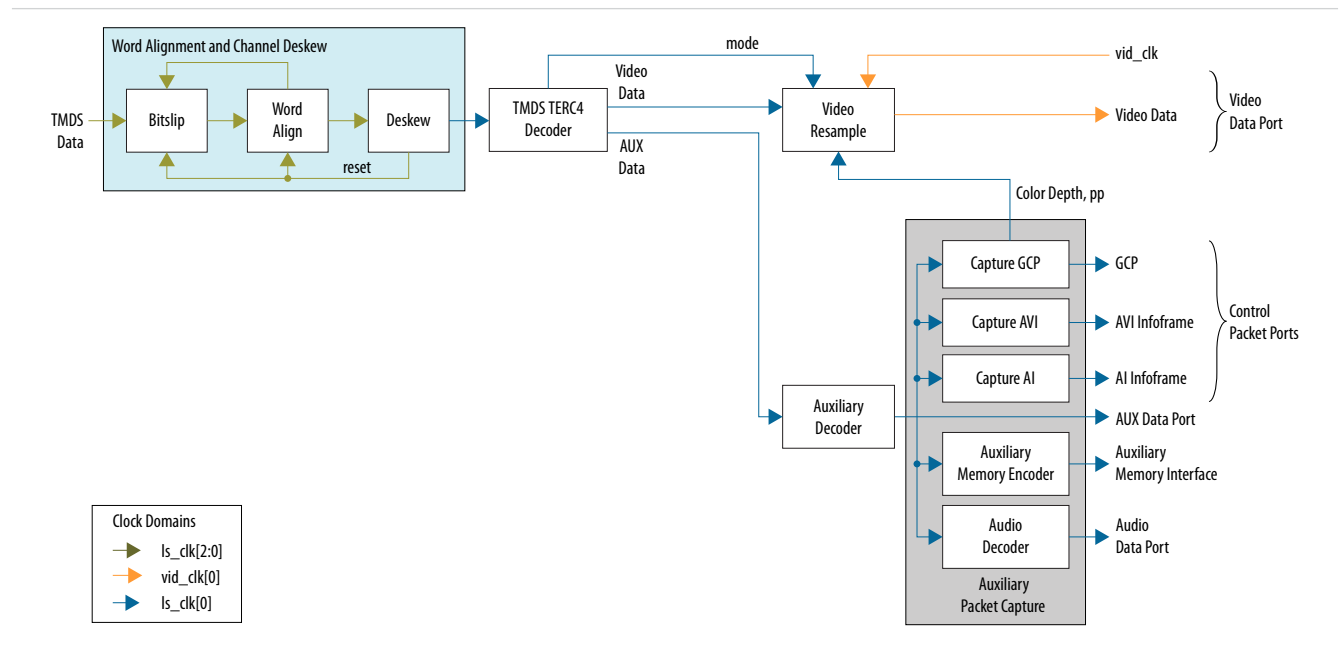 Word Alignment and Channel Deskew
TMDS
Data
Bitslip
Word
Align
Deskew
reset
TMDS TERC4
Decoder
mode
Video
Data
AUX
Data
Video
Resample
vid_clk
Video Data
Video
Data Port
Color Depth, pp
Capture GCP
GCP
Capture AVI
AVI Infoframe
Capture AI
AI Infoframe
Control
Packet Ports
Auxiliary
Decoder
AUX Data Port
Auxiliary
Memory Encoder
Auxiliary
Memory Interface
Audio
Decoder
Audio
Data Port
Auxiliary
Packet Capture
Clock Domains
ls_clk[2:0]
vid_clk[0]
ls_clk[0]